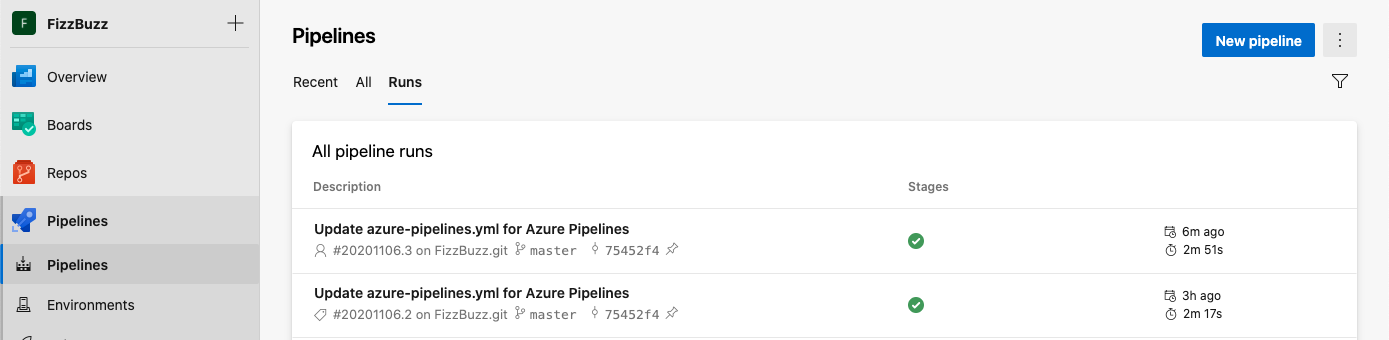 F FizzBuzz
Overview
Boards
Repos
Pipelines
Pipelines
Environments
Pipelines
New pipeline
Recent All Runs
All pipeline runs
Description Stages
Update azure-pipelines.yml for Azure Pipelines
#20201106.3 on FizzBuzz.git master 75452f4
6m ago
2m 51s
Update azure-pipelines.yml for Azure Pipelines
#20201106.2 on FizzBuzz.git master 75452f4
3h ago
2m 17s